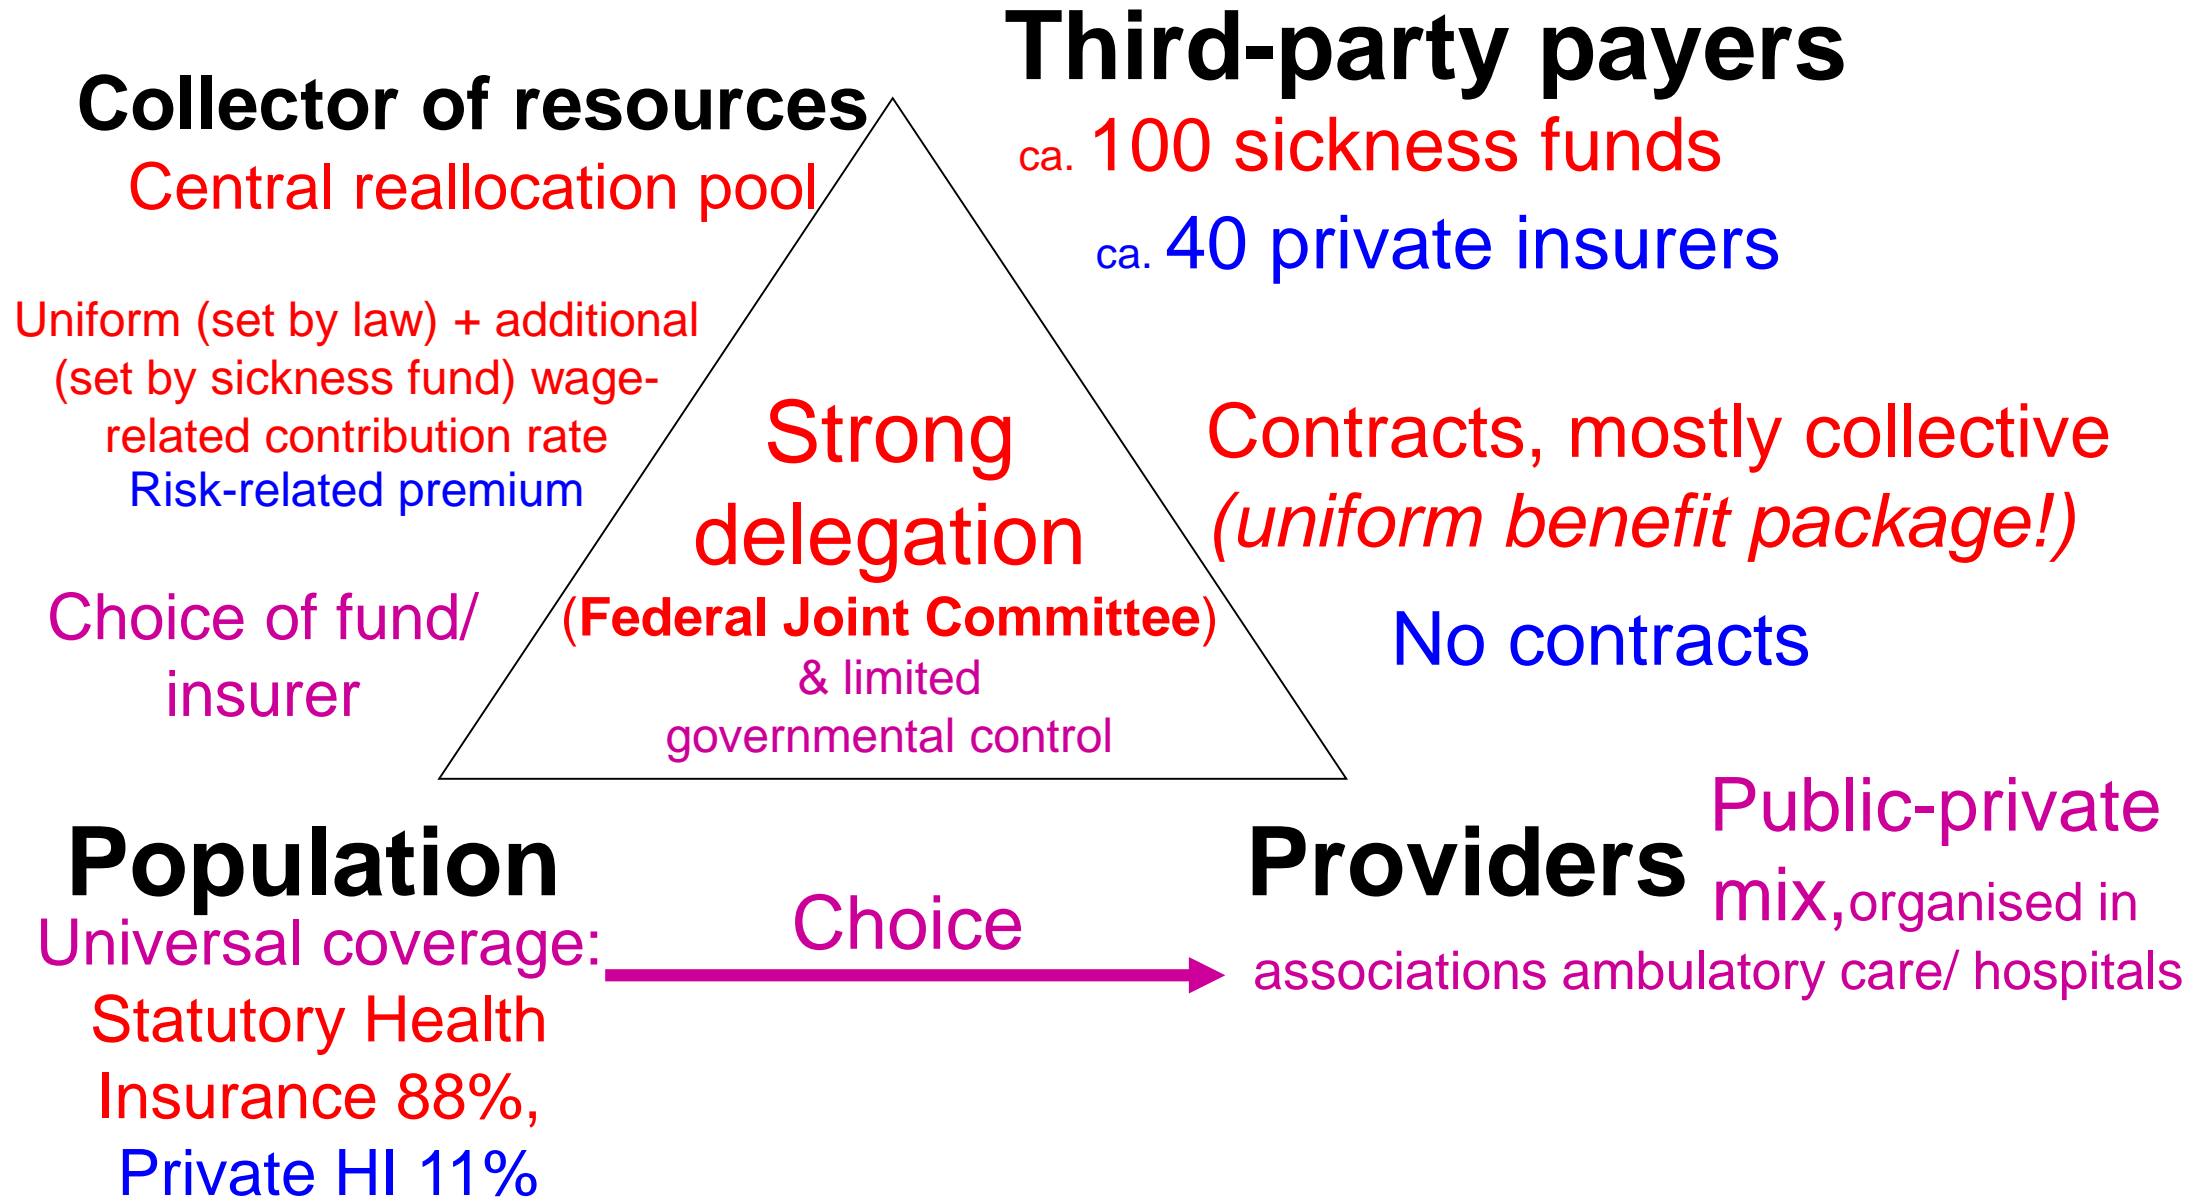 Third-party payers
Collector of resources
ca. 100 sickness funds
Central reallocation pool
ca. 40 private insurers
Uniform (set by law) + additional
(set by sickness fund) wage-
related contribution rate
Risk-related premium
Strong
delegation
(Federal Joint Committee)
& limited
governmental control
Contracts, mostly collective
(uniform benefit package!)
No contracts
Choice of fund/
insurer
Population
Universal coverage:
Statutory Health
Insurance 88%,
Private HI 11%
Choice
Providers
Public-private
mix,organised in
associations ambulatory care/ hospitals